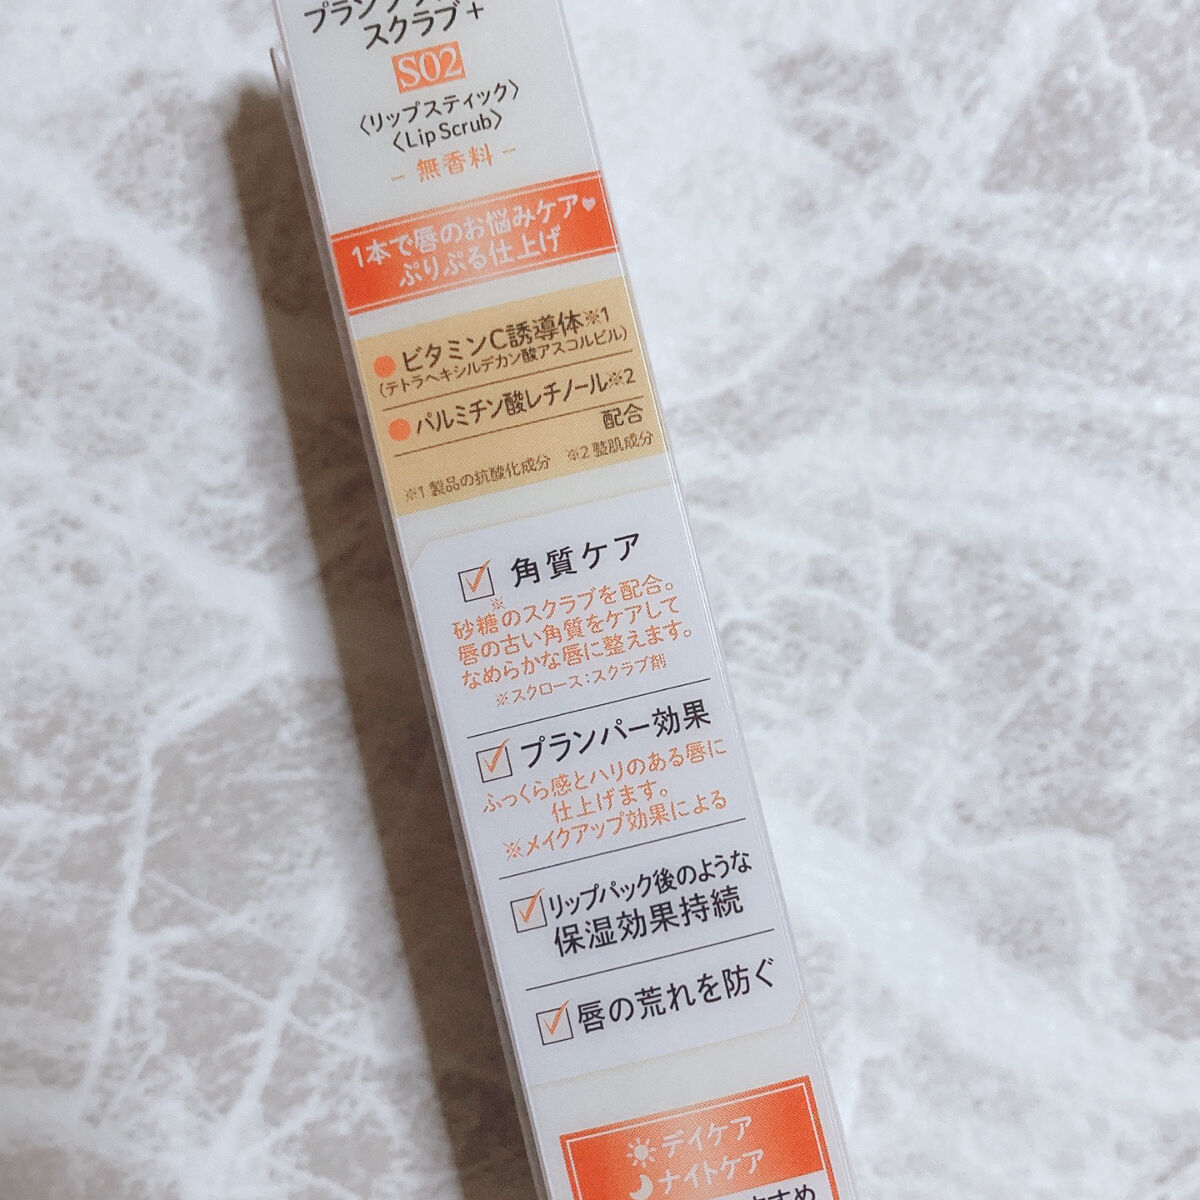 スクラブ+
S02
〈リップスティック〉
〈Lip Scrub〉
- 無香料 -
1本で唇のお悩みケア♥
ぷりぷる仕上げ
● ビタミンC誘導体※1
(テトラヘキシルデカン酸アスコルビル)
● パルミチン酸レチノール※2
配合
※1 製品の抗酸化成分 ※2 整肌成分
角質ケア
※
砂糖のスクラブを配合。
唇の古い角質をケアして
なめらかな唇に整えます。
※スクロース:スクラブ剤
プランパー効果
ふっくら感とハリのある唇に
仕上げます。
※メイクアップ効果による
リップパック後のような
保湿効果持続
唇の荒れを防ぐ
デイケア
ナイトケア